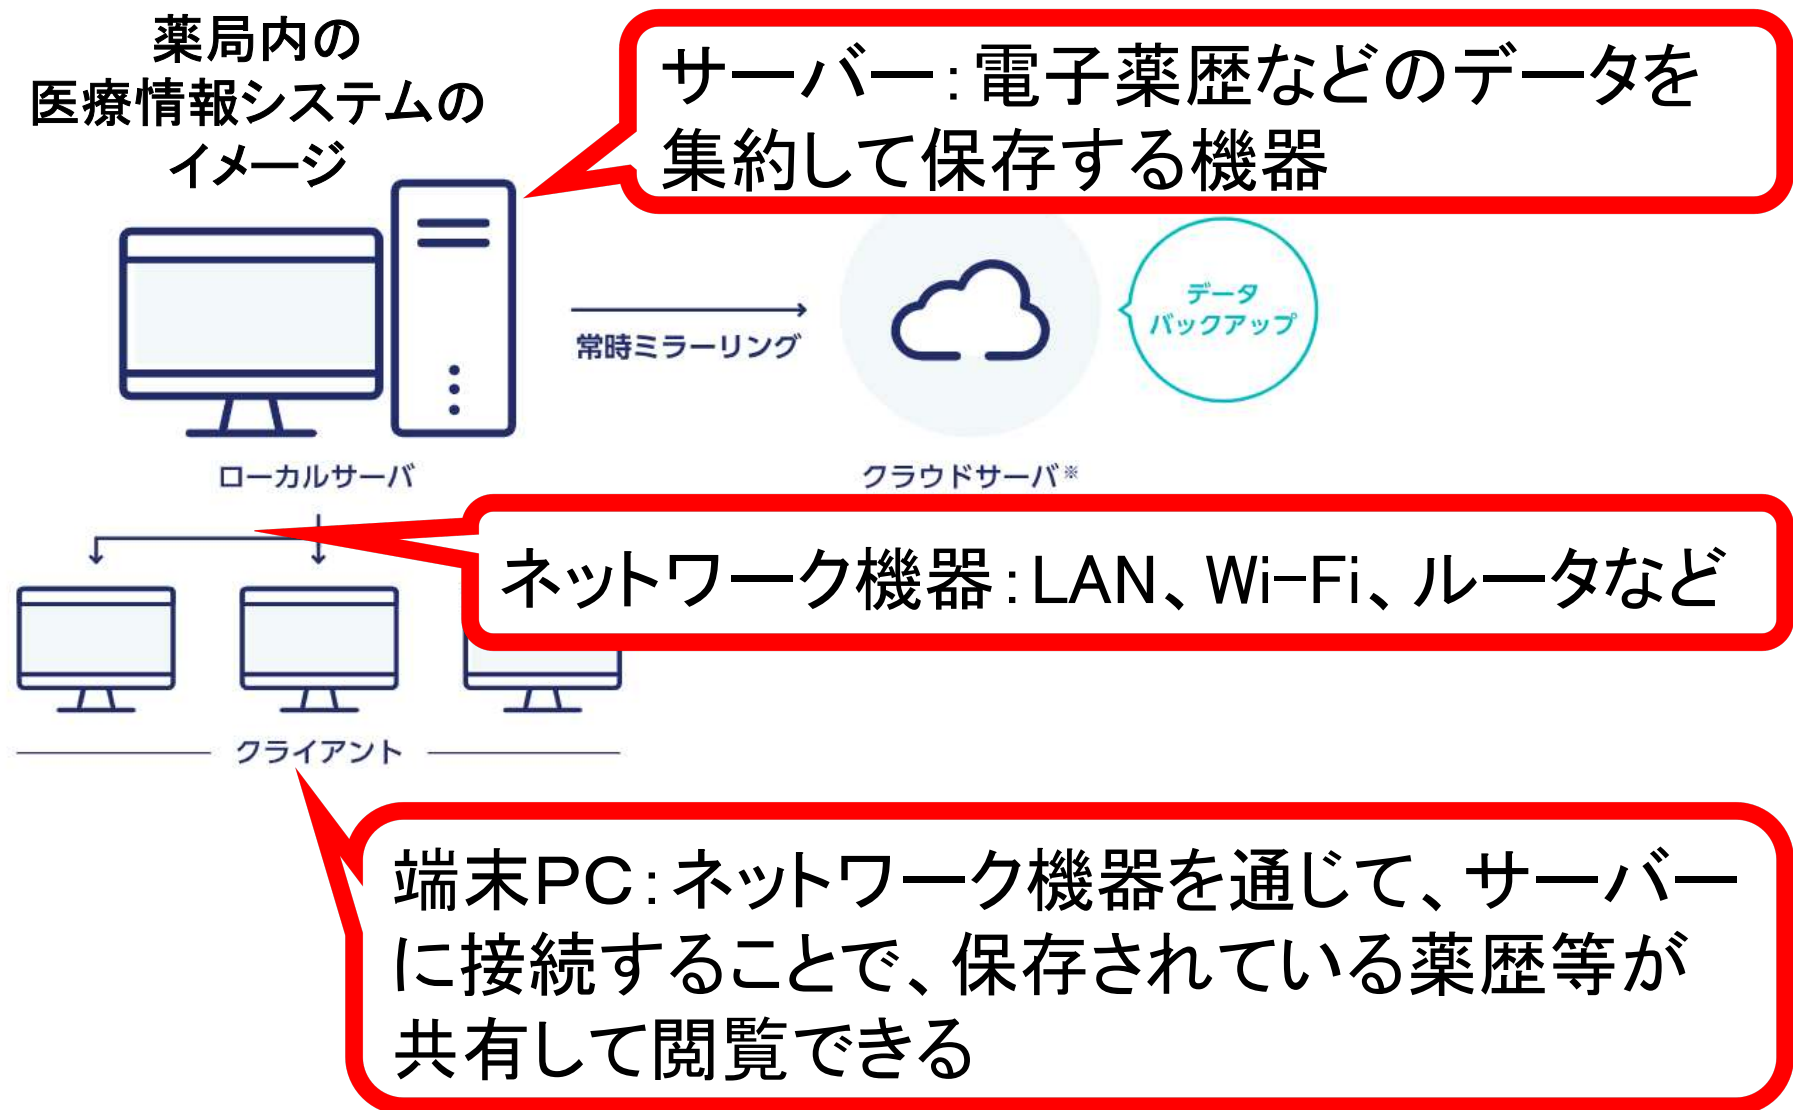 薬局内の
医療情報システムの
イメージ
サーバー:電子薬歴などのデータを
集約して保存する機器
データ
バックアップ
常時ミラーリング
ローカルサーバ
クラウドサーバ※
ネットワーク機器:LAN、Wi-Fi、ルータなど
クライアント
端末PC:ネットワーク機器を通じて、サーバー
に接続することで、保存されている薬歴等が
共有して閲覧できる